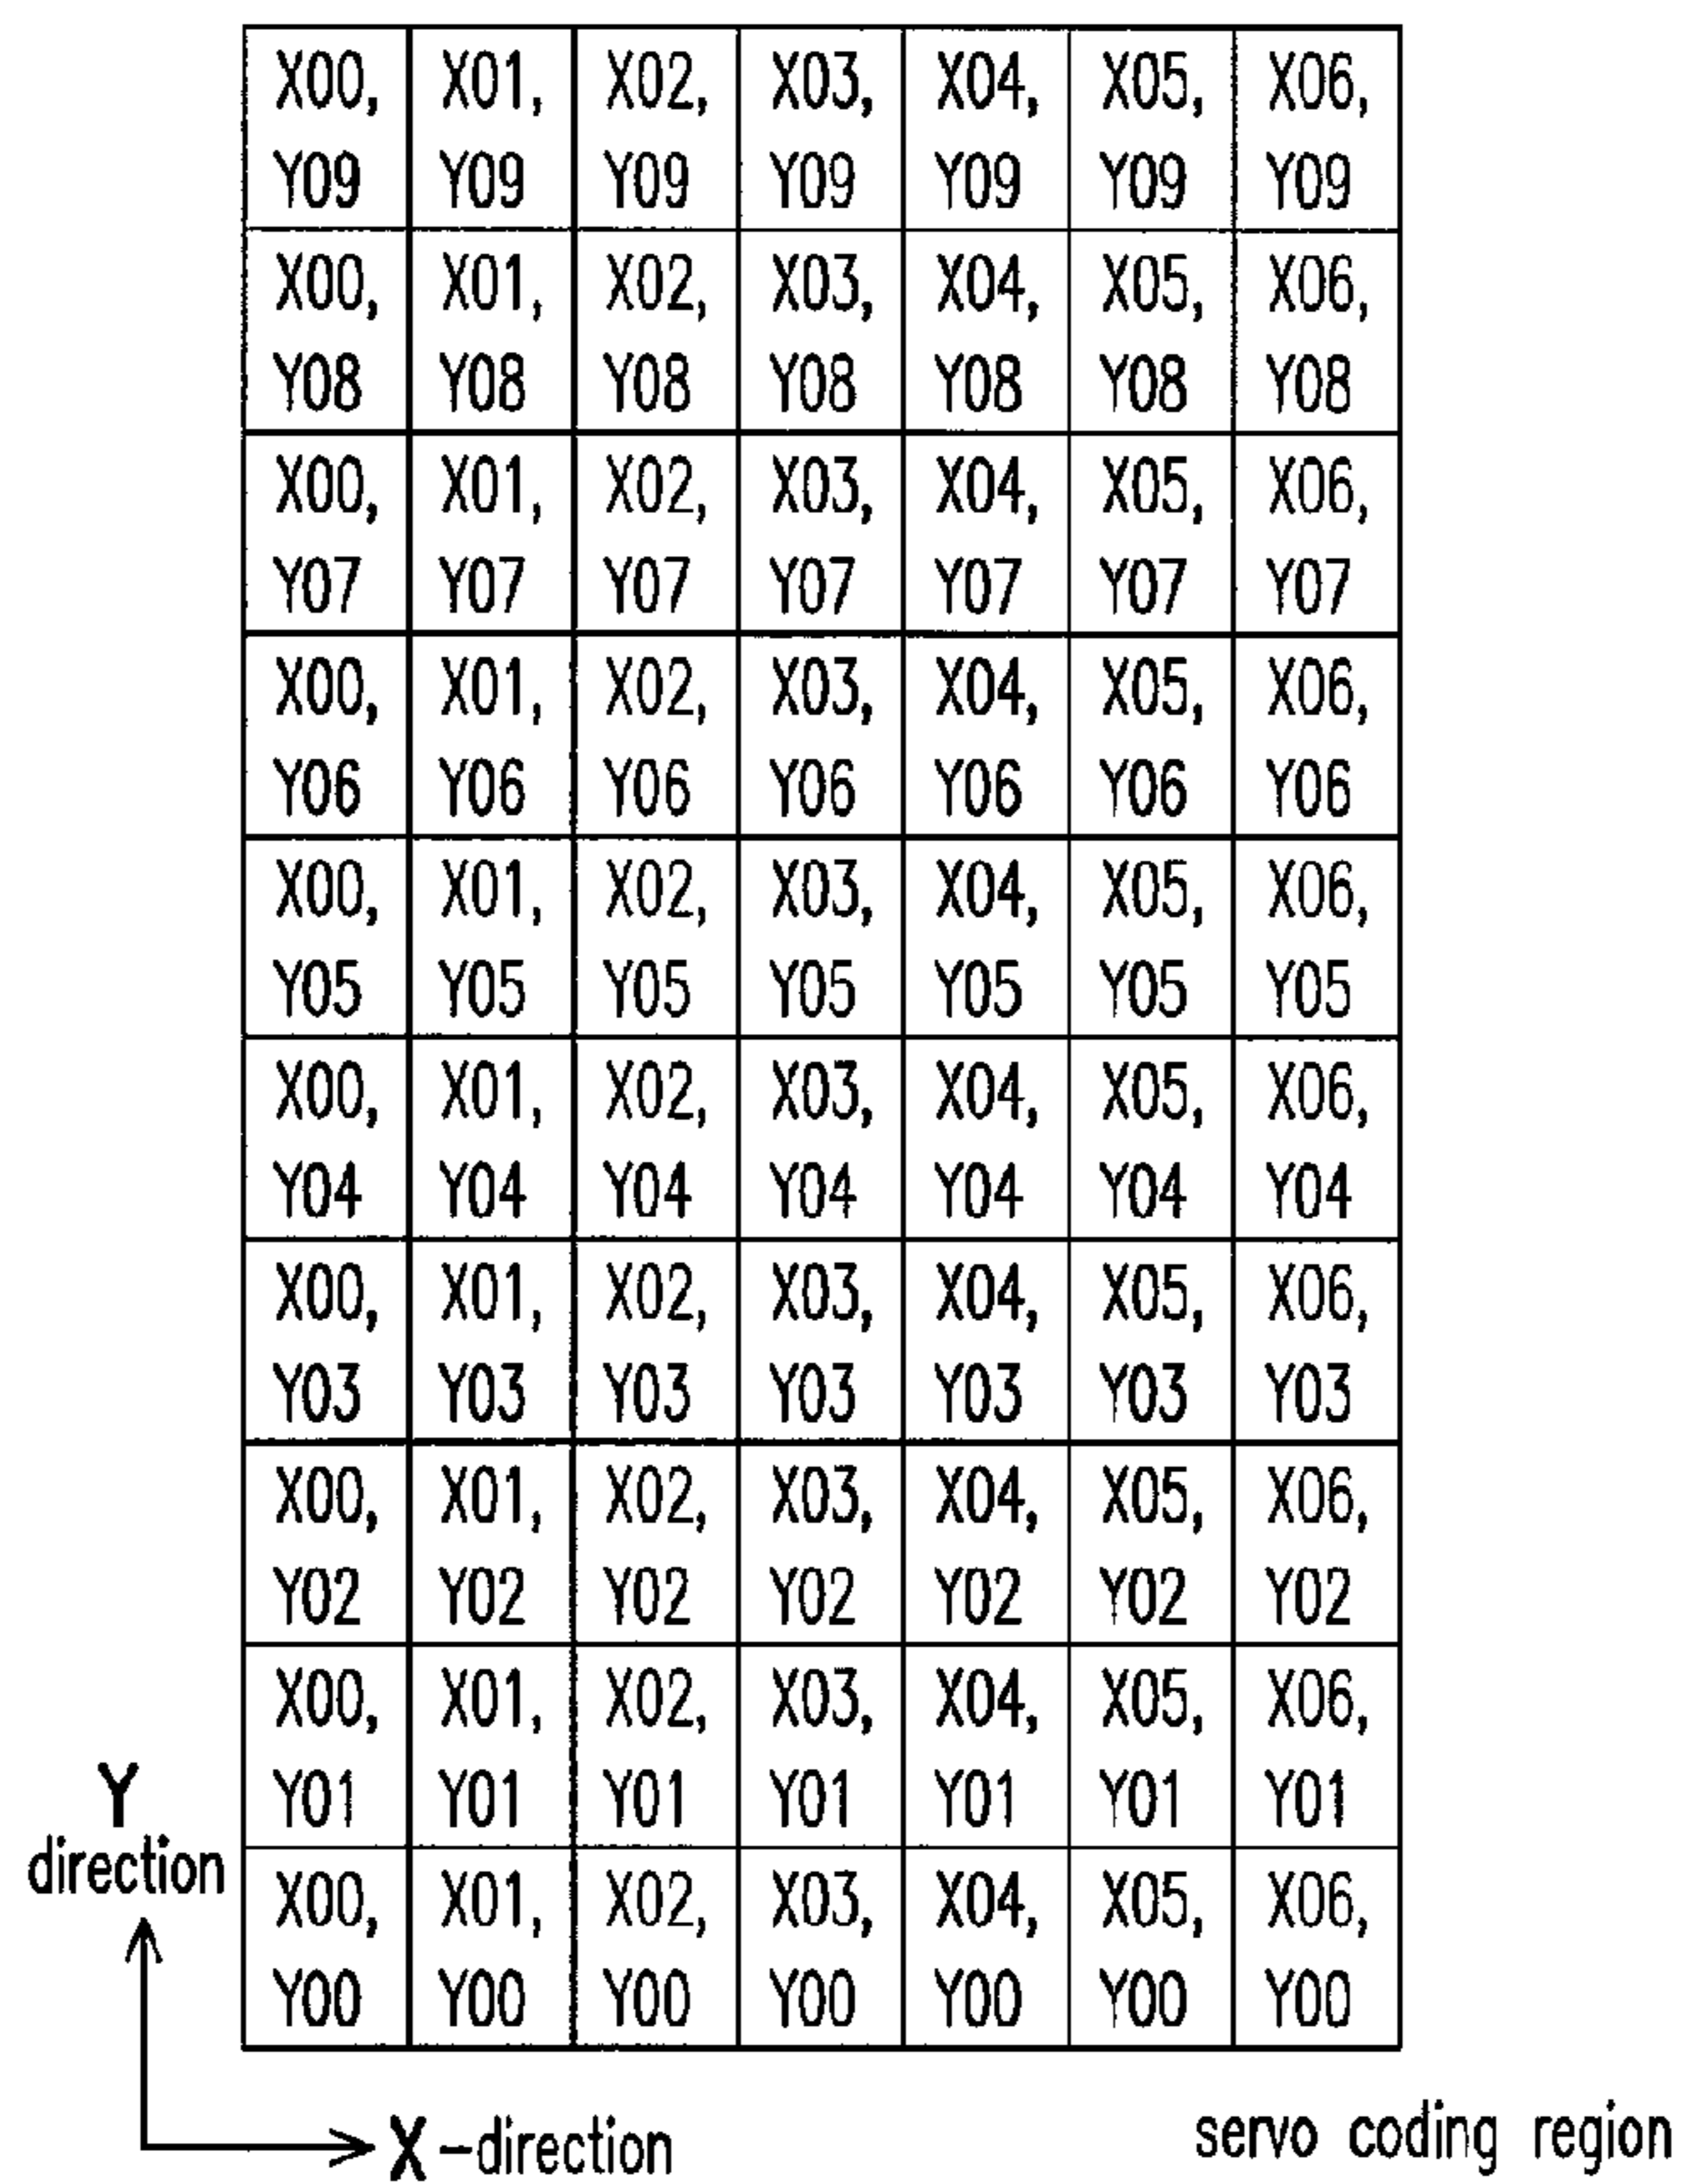 X00, X01, X02, X03, X04, X05, X06,
Y09 Y09 Y09 Y09 Y09 Y09 Y09
X00, X01, X02, X03, X04, X05, X06,
Y08 Y08 Y08 Y08 Y08 Y08 Y08
X00, X01, X02, X03, X04, X05, X06,
Y07 Y07 Y07 Y07 Y07 Y07 Y07
X00, X01, X02, X03, X04, X05, X06,
Y06 Y06 Y06 Y06 Y06 Y06 Y06
X00, X01, X02, X03, X04, X05, X06,
Y05 Y05 Y05 Y05 Y05 Y05 Y05
X00, X01, X02, X03, X04, X05, X06,
Y04 Y04 Y04 Y04 Y04 Y04 Y04
X00, X01, X02, X03, X04, X05, X06,
Y03 Y03 Y03 Y03 Y03 Y03 Y03
X00, X01, X02, X03, X04, X05, X06,
Y02 Y02 Y02 Y02 Y02 Y02 Y02
X00, X01, X02, X03, X04, X05, X06,
Y01 Y01 Y01 Y01 Y01 Y01 Y01
X00, X01, X02, X03, X04, X05, X06,
Y00 Y00 Y00 Y00 Y00 Y00 Y00
Y
direction
X-direction
servo coding region